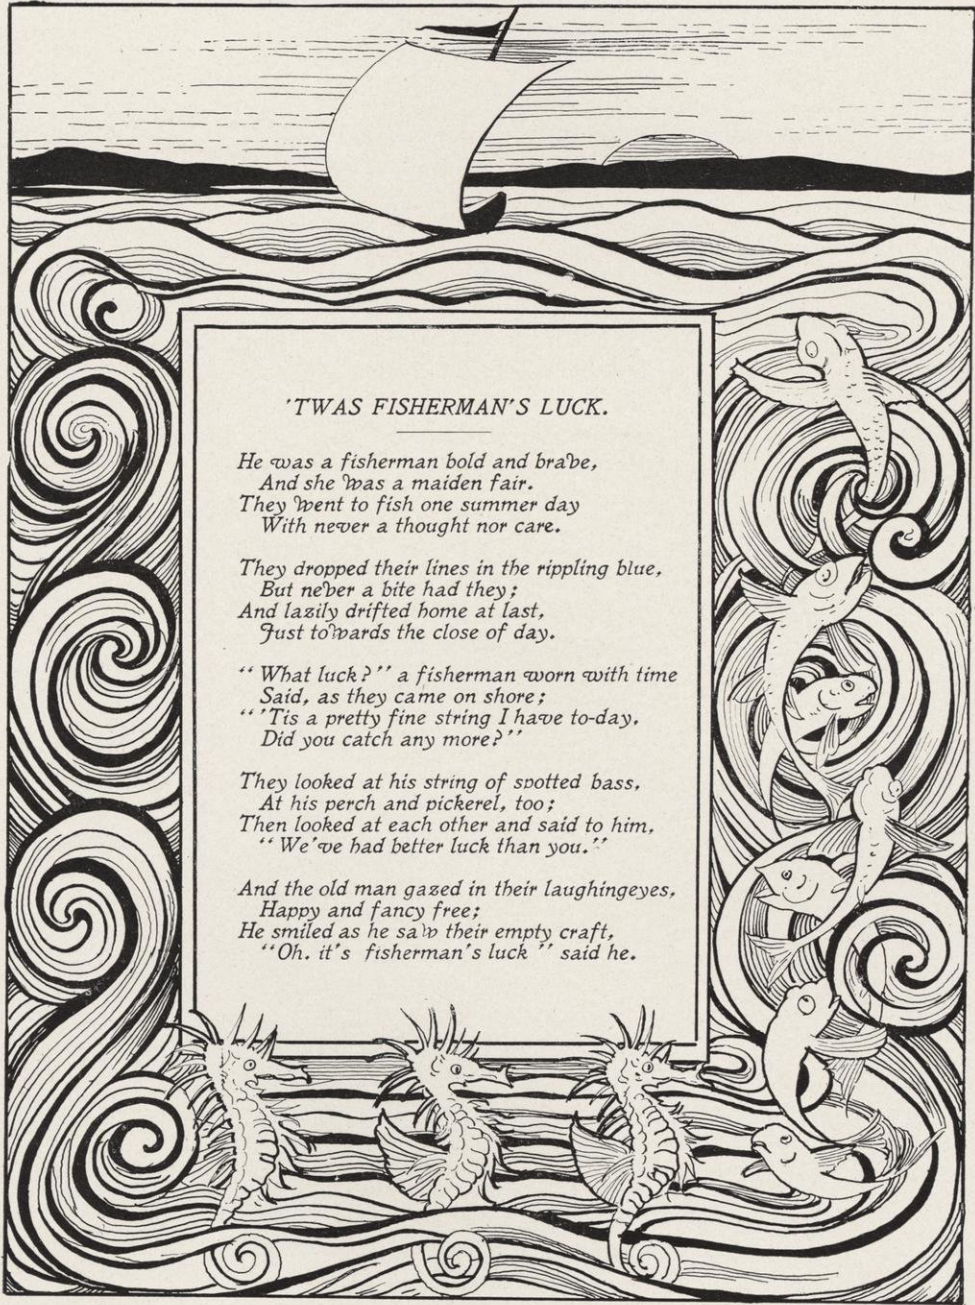 'TWAS FISHERMAN'S LUCK.
He was a fisherman bold and brave,
And she was a maiden fair.
They went to fish one summer day
With never a thought nor care.
They dropped their lines in the rippling blue,
But never a bite had they;
And lazily drifted home at last,
Just towards the close of day.
“What luck?” a fisherman worn with time
Said, as they came on shore;
“'Tis a pretty fine string I have to-day,
Did you catch any more?”
They looked at his string of spotted bass,
At his perch and pickerel, too;
Then looked at each other and said to him,
“We've had better luck than you.”
And the old man gazed in their laughingeyes,
Happy and fancy free;
He smiled as he saw their empty craft,
“Oh. it's fisherman's luck ” said he.